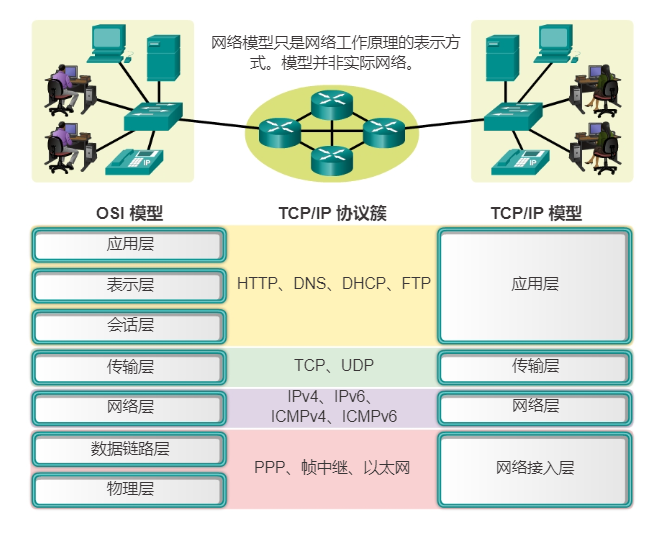 网络模型只是网络工作原理的表示方
式。模型并非实际网络。
IP
IP
OSI 模型
TCP/IP 协议簇
TCP/IP 模型
应用层
表示层
会话层
HTTP、DNS、DHCP、FTP
应用层
传输层
TCP、UDP
传输层
网络层
IPv4、IPv6、
ICMPv4、ICMPv6
网络层
数据链路层
物理层
PPP、帧中继、以太网
网络接入层